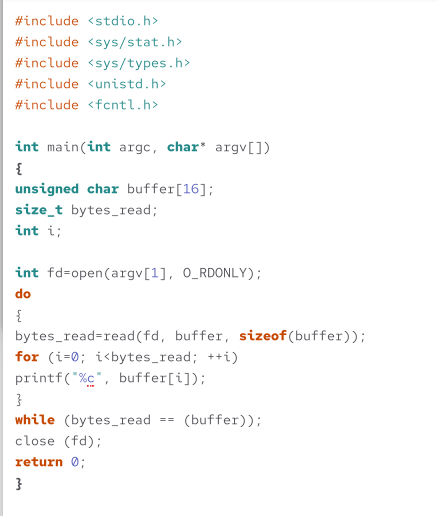 #include <stdio.h>
#include <sys/stat.h>
#include <sys/types.h>
#include <unistd.h>
#include <fcntl.h>
int main(int argc, char* argv[])
{
unsigned char buffer[16];
size_t bytes_read;
int i;
int fd=open(argv[1], O_RDONLY);
do
{
bytes_read=read(fd, buffer, sizeof(buffer));
for (i=0; i<bytes_read; ++i)
printf("%c", buffer[i]);
}
while (bytes_read == (buffer));
close (fd);
return 0;
}